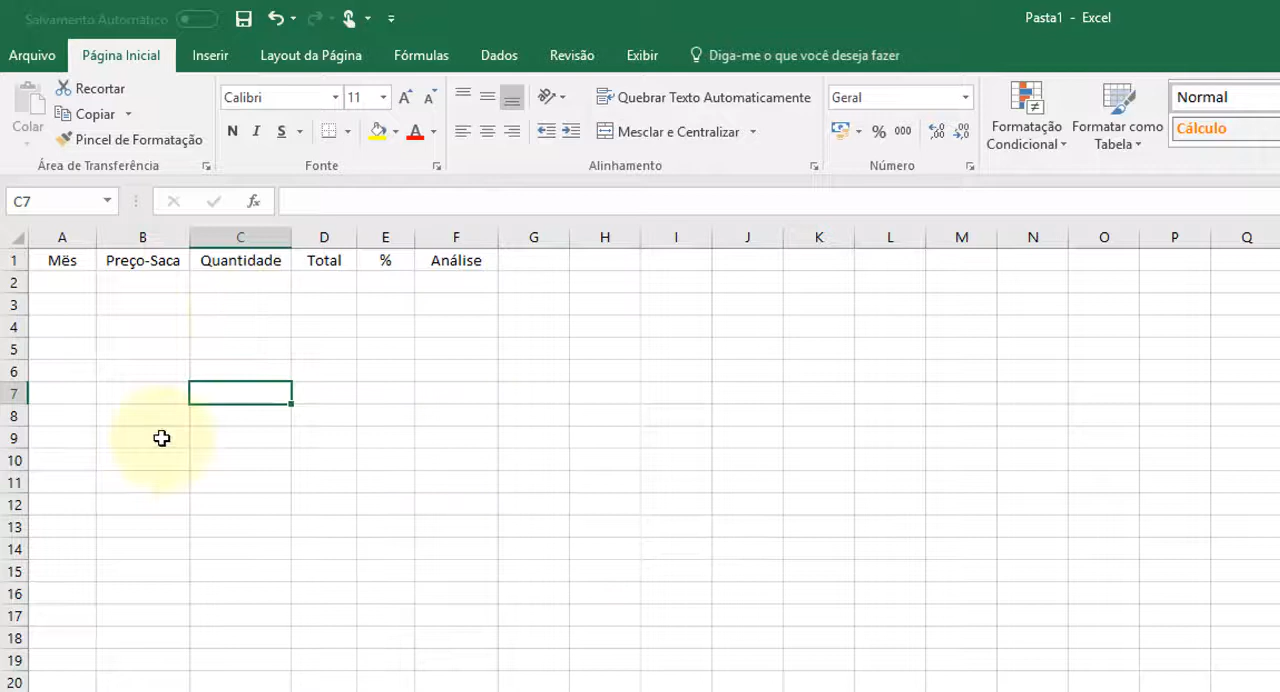 Salvamento Automático
Pasta1 - Excel
Arquivo Página Inicial Inserir Layout da Página Fórmulas Dados Revisão Exibir Diga-me o que você deseja fazer
Colar
Recortar
Copiar
Pincel de Formatação
Área de Transferência
Calibri 11
N I S A
Fonte
Quebrar Texto Automaticamente
Mesclar e Centralizar
Alinhamento
Geral
% 000
Número
Formatação Condicional
Formatar como Tabela
Normal
Cálculo
C7 fx
A B C D E F G H I J K L M N O P Q
1 Mês Preço-Saca Quantidade Total % Análise
2
3
4
5
6
7
8
9
10
11
12
13
14
15
16
17
18
19
20